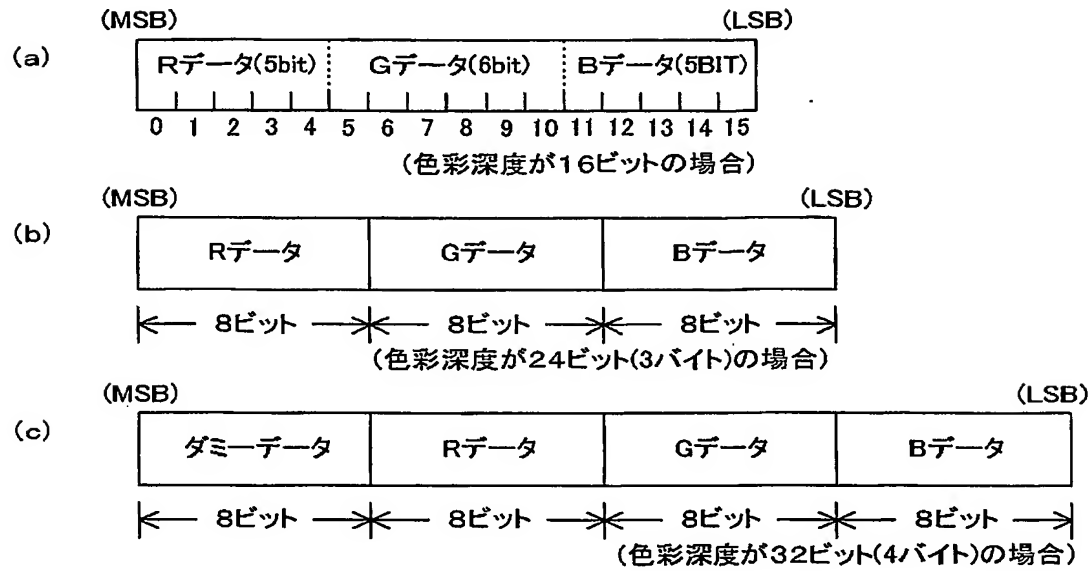 (MSB) (LSB)
(a) Rデータ(5bit) Gデータ(6bit) Bデータ(5BIT)
0 1 2 3 4 5 6 7 8 9 10 11 12 13 14 15
(色彩深度が16ビットの場合)
(MSB) (LSB)
(b) Rデータ Gデータ Bデータ
8ビット 8ビット 8ビット
(色彩深度が24ビット(3バイト)の場合)
(MSB) (LSB)
(c) ダミーデータ Rデータ Gデータ Bデータ
8ビット 8ビット 8ビット 8ビット
(色彩深度が32ビット(4バイト)の場合)